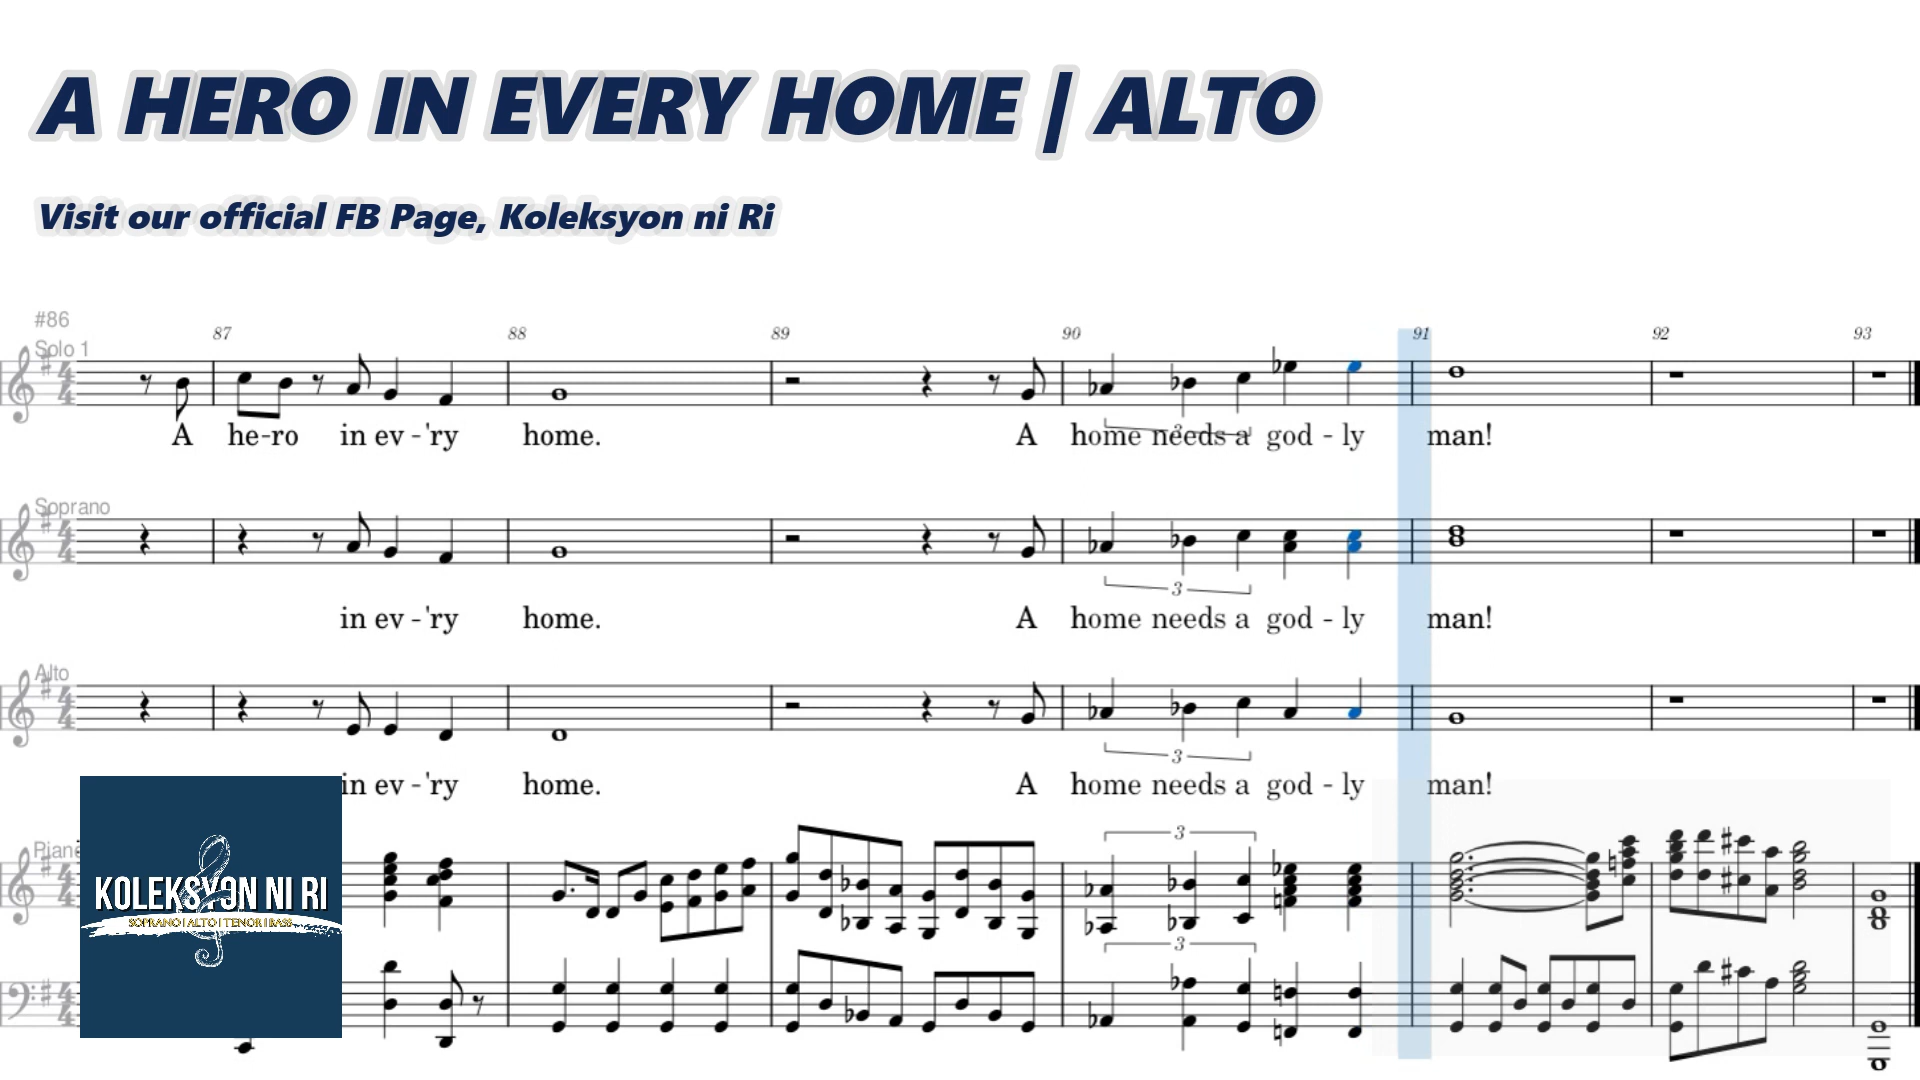 A HERO IN EVERY HOME | ALTO
Visit our official FB Page, Koleksyon ni Ri
#86
87 88 89 90 91 92 93
Solo 1
3
A he-ro in ev-'ry home. A home needs a god-ly man!
Soprano
3
in ev-'ry home. A home needs a god-ly man!
Alto
3
in ev-'ry home. A home needs a god-ly man!
3
Piano
3
KOLEKSYON NI RI
SOPRANO | ALTO | TENOR | BASS